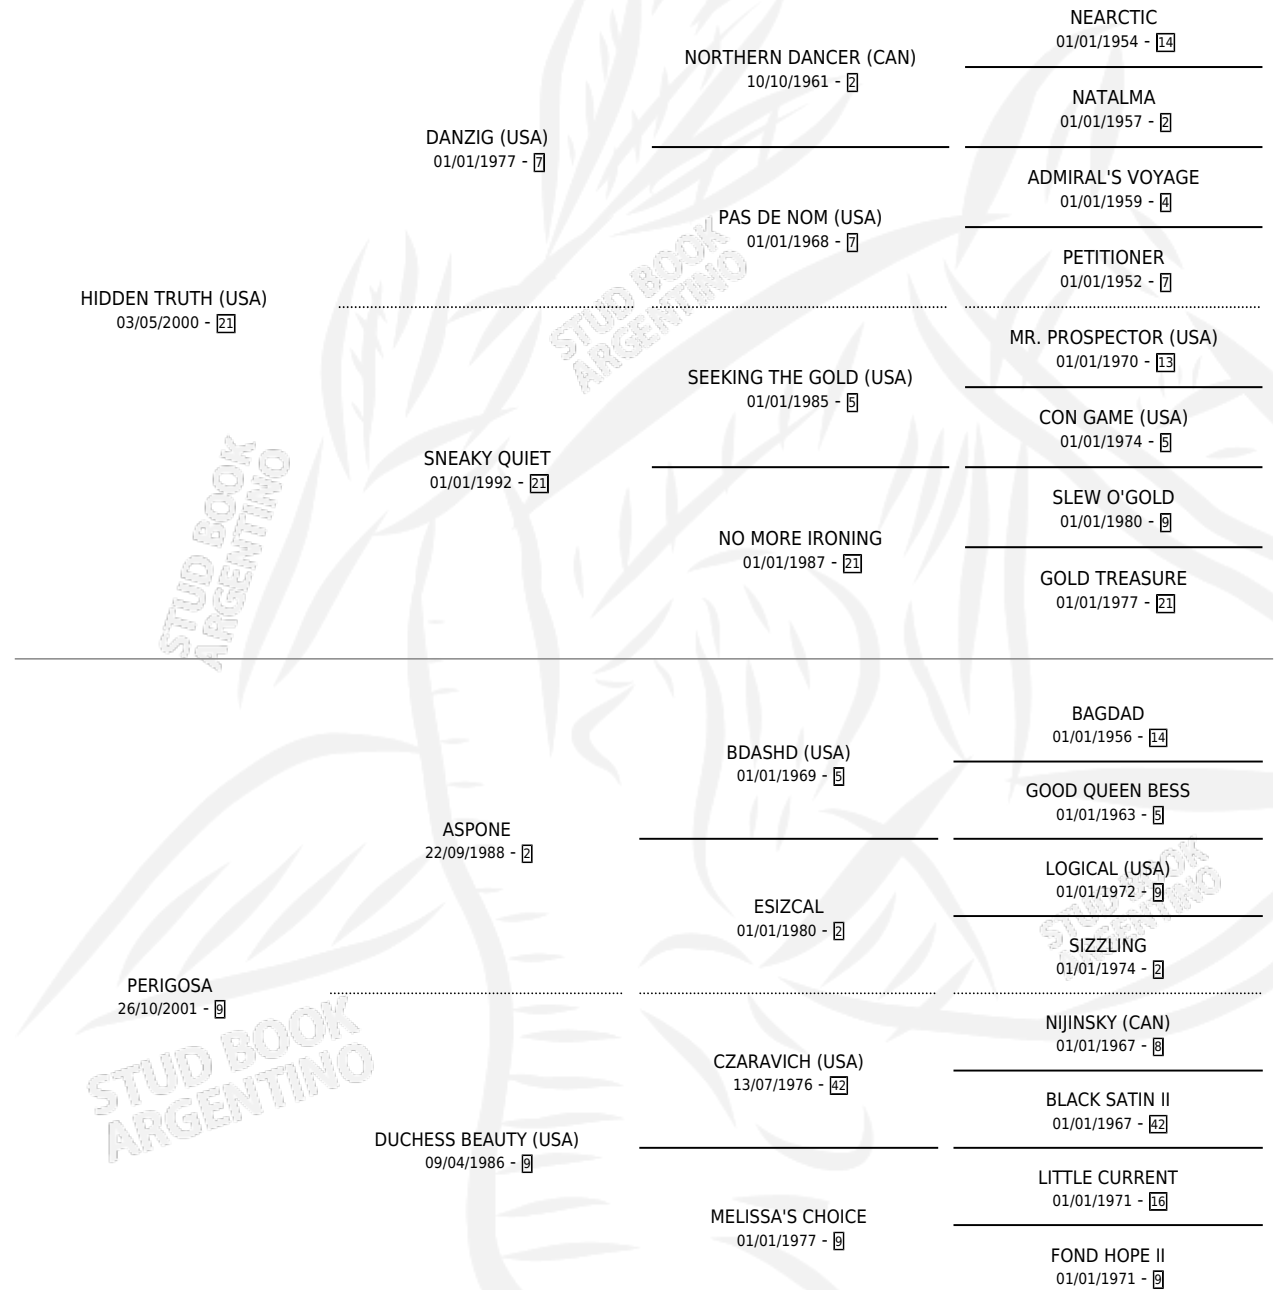 NEARCTIC
01/01/1954 - 14
NORTHERN DANCER (CAN)
10/10/1961 - 2
NATALMA
01/01/1957 - 2
DANZIG (USA)
01/01/1977 - 7
ADMIRAL'S VOYAGE
01/01/1959 - 4
PAS DE NOM (USA)
01/01/1968 - 7
PETITIONER
01/01/1952 - 7
HIDDEN TRUTH (USA)
03/05/2000 - 21
STUD BOOK
ARGENTINO
MR. PROSPECTOR (USA)
01/01/1970 - 13
SEEKING THE GOLD (USA)
01/01/1985 - 5
CON GAME (USA)
01/01/1974 - 5
SNEAKY QUIET
01/01/1992 - 21
SLEW O'GOLD
01/01/1980 - 9
NO MORE IRONING
01/01/1987 - 21
GOLD TREASURE
01/01/1977 - 21
STUD BOOK
ARGENTINO
BAGDAD
01/01/1956 - 14
BDASHD (USA)
01/01/1969 - 5
GOOD QUEEN BESS
01/01/1963 - 5
ASPONE
22/09/1988 - 2
LOGICAL (USA)
01/01/1972 - 9
ESIZCAL
01/01/1980 - 2
SIZZLING
01/01/1974 - 2
STUD BOOK
ARGENTINO
PERIGOSA
26/10/2001 - 9
NIJINSKY (CAN)
01/01/1967 - 8
CZARAVICH (USA)
13/07/1976 - 42
BLACK SATIN II
01/01/1967 - 42
STUD BOOK
ARGENTINO
DUCHESS BEAUTY (USA)
09/04/1986 - 9
LITTLE CURRENT
01/01/1971 - 16
MELISSA'S CHOICE
01/01/1977 - 9
FOND HOPE II
01/01/1971 - 9